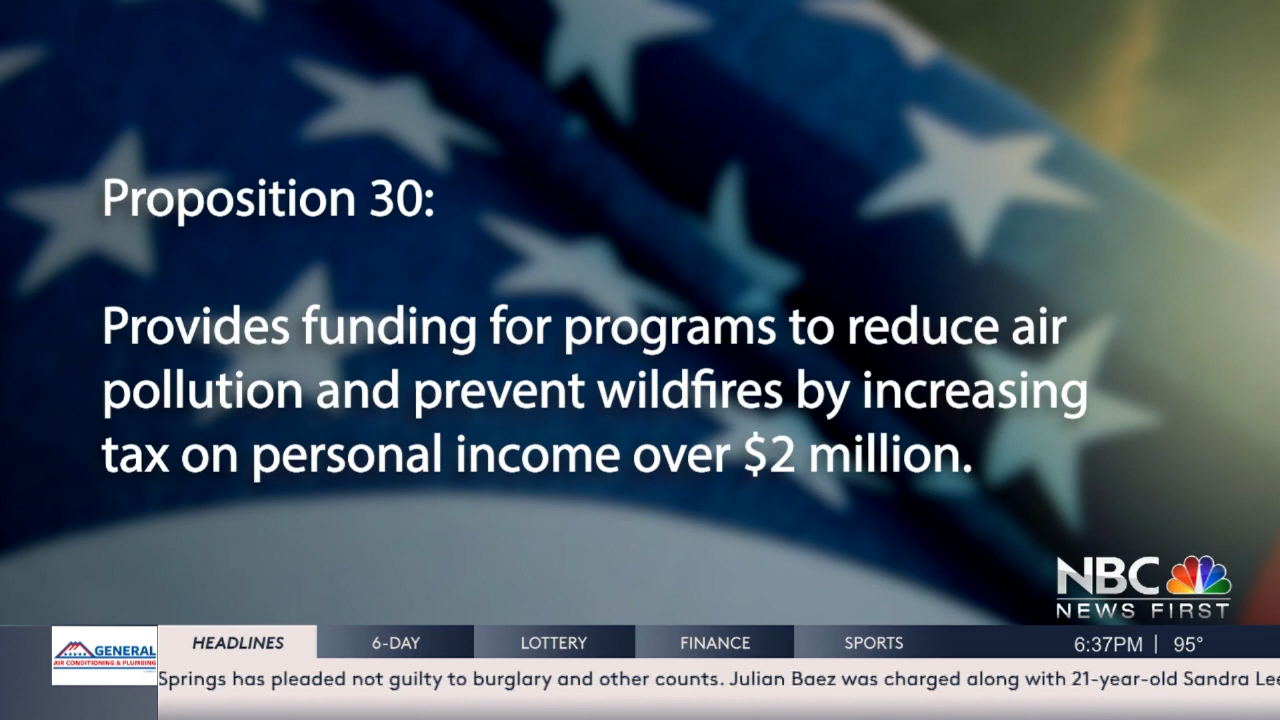 Proposition 30:
Provides funding for programs to reduce air
pollution and prevent wildfires by increasing
tax on personal income over $2 million.
NBC
NEWS FIRST
GENERAL
AIR CONDITIONING & PLUMBING
HEADLINES
6-DAY
LOTTERY
FINANCE
SPORTS
6:37PM | 95°
Springs has pleaded not guilty to burglary and other counts. Julian Baez was charged along with 21-year-old Sandra Lee